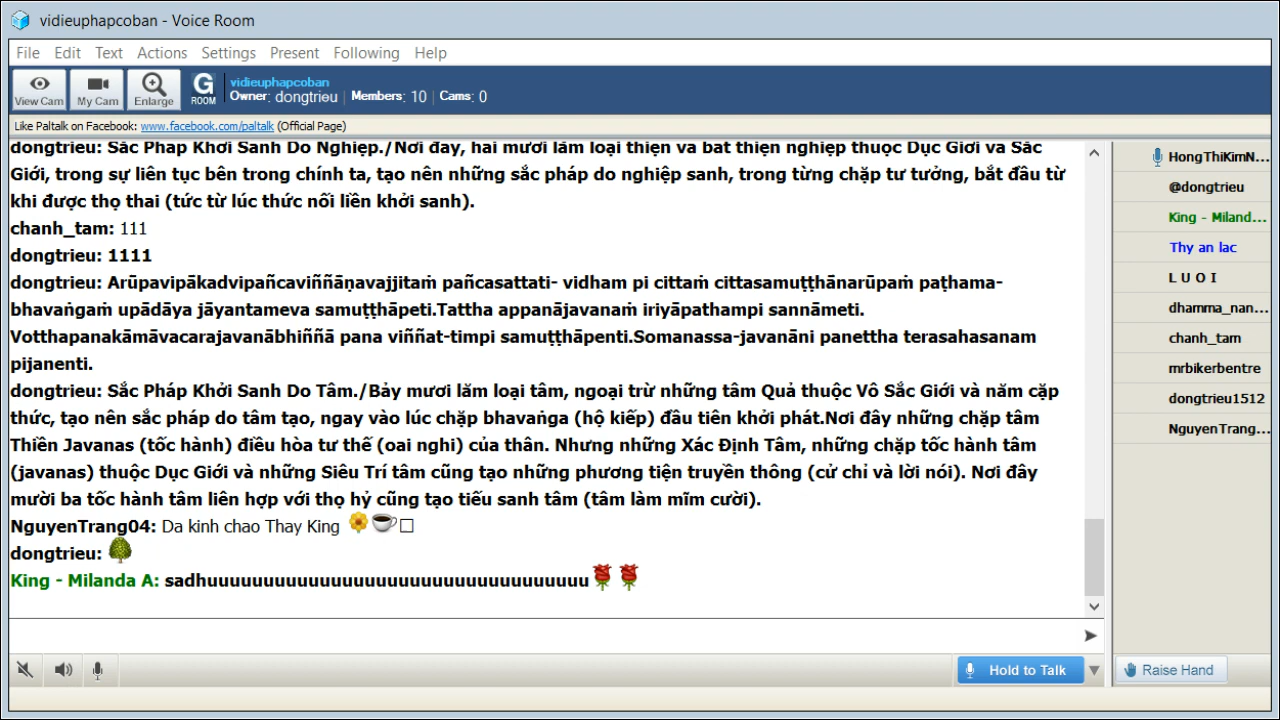 vidieuphapcoban - Voice Room
File Edit Text Actions Settings Present Following Help
View Cam My Cam Enlarge G ROOM
vidieuphapcoban
Owner: dongtrieu | Members: 10 | Cams: 0
Like Paltalk on Facebook: www.facebook.com/paltalk (Official Page)
dongtrieu: Sắc Pháp Khởi Sanh Do Nghiệp./Nơi đây, hai mươi lăm loại thiện và bất thiện nghiệp thuộc Dục Giới và Sắc
Giới, trong sự liên tục bên trong chính ta, tạo nên những sắc pháp do nghiệp sanh, trong từng chặp tư tưởng, bắt đầu từ
khi được thọ thai (tức từ lúc thức nối liền khởi sanh).
chanh_tam: 111
dongtrieu: 1111
dongtrieu: Arūpavipākadvipañcaviññāṇavajjitaṁ pañcasattati- vidham pi cittaṁ cittasamuṭṭhānarūpaṁ paṭhama-
bhavaṅgaṁ upādāya jāyantameva samuṭṭhāpeti.Tattha appanājavanaṁ iriyāpathampi sannāmeti.
Votthapanakāmāvacarajavanābhiññā pana viññat-timpi samuṭṭhāpenti.Somanassa-javanāni panettha terasahasanam
pijanenti.
dongtrieu: Sắc Pháp Khởi Sanh Do Tâm./Bảy mươi lăm loại tâm, ngoại trừ những tâm Quả thuộc Vô Sắc Giới và năm cặp
thức, tạo nên sắc pháp do tâm tạo, ngay vào lúc chặp bhavaṅga (hộ kiếp) đầu tiên khởi phát.Nơi đây những chặp tâm
Thiền Javanas (tốc hành) điều hòa tư thế (oai nghi) của thân. Nhưng những Xác Định Tâm, những chặp tốc hành tâm
(javanas) thuộc Dục Giới và những Siêu Trí tâm cũng tạo những phương tiện truyền thông (cử chỉ và lời nói). Nơi đây
mười ba tốc hành tâm liên hợp với thọ hỷ cũng tạo tiếu sanh tâm (tâm làm mĩm cười).
NguyenTrang04: Da kinh chao Thay King
dongtrieu:
King - Milanda A: sadhuuuuuuuuuuuuuuuuuuuuuuuuuuuuuuuuuu
HongThiKimN...
@dongtrieu
King - Miland...
Thy an lac
L U O I
dhamma_nan...
chanh_tam
mrbikerbentre
dongtrieu1512
NguyenTrang...
Hold to Talk
Raise Hand